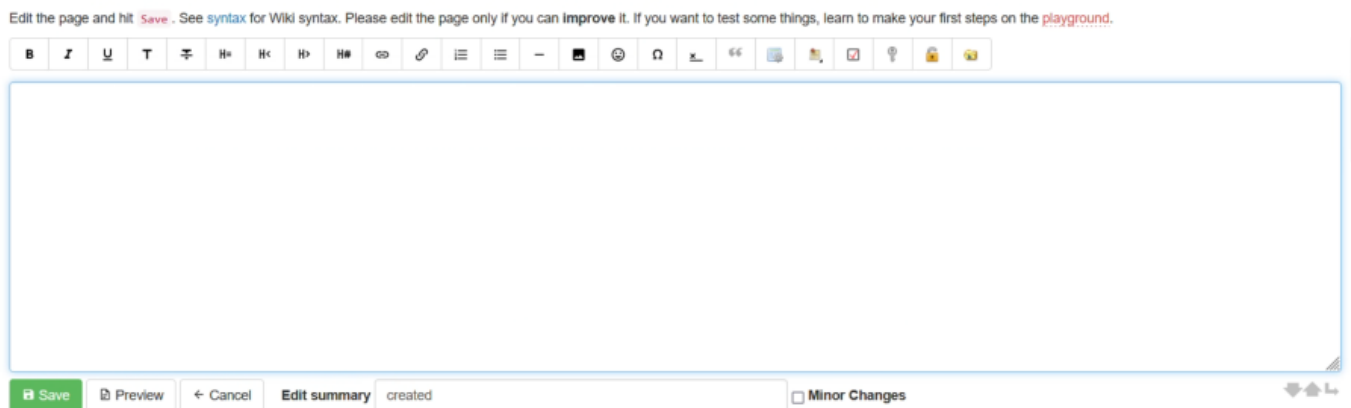 Edit the page and hit Save . See syntax for Wiki syntax. Please edit the page only if you can improve it. If you want to test some things, learn to make your first steps on the playground.
B I U T T H= H< H> H# Ω ×_ “
Save Preview ← Cancel Edit summary created Minor Changes